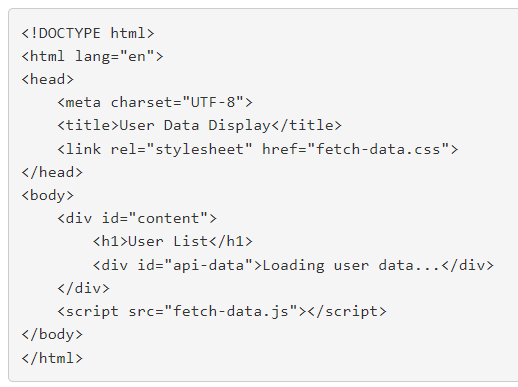 <!DOCTYPE html>
<html lang="en">
<head>
    <meta charset="UTF-8">
    <title>User Data Display</title>
    <link rel="stylesheet" href="fetch-data.css">
</head>
<body>
    <div id="content">
        <h1>User List</h1>
        <div id="api-data">Loading user data...</div>
    </div>
    <script src="fetch-data.js"></script>
</body>
</html>